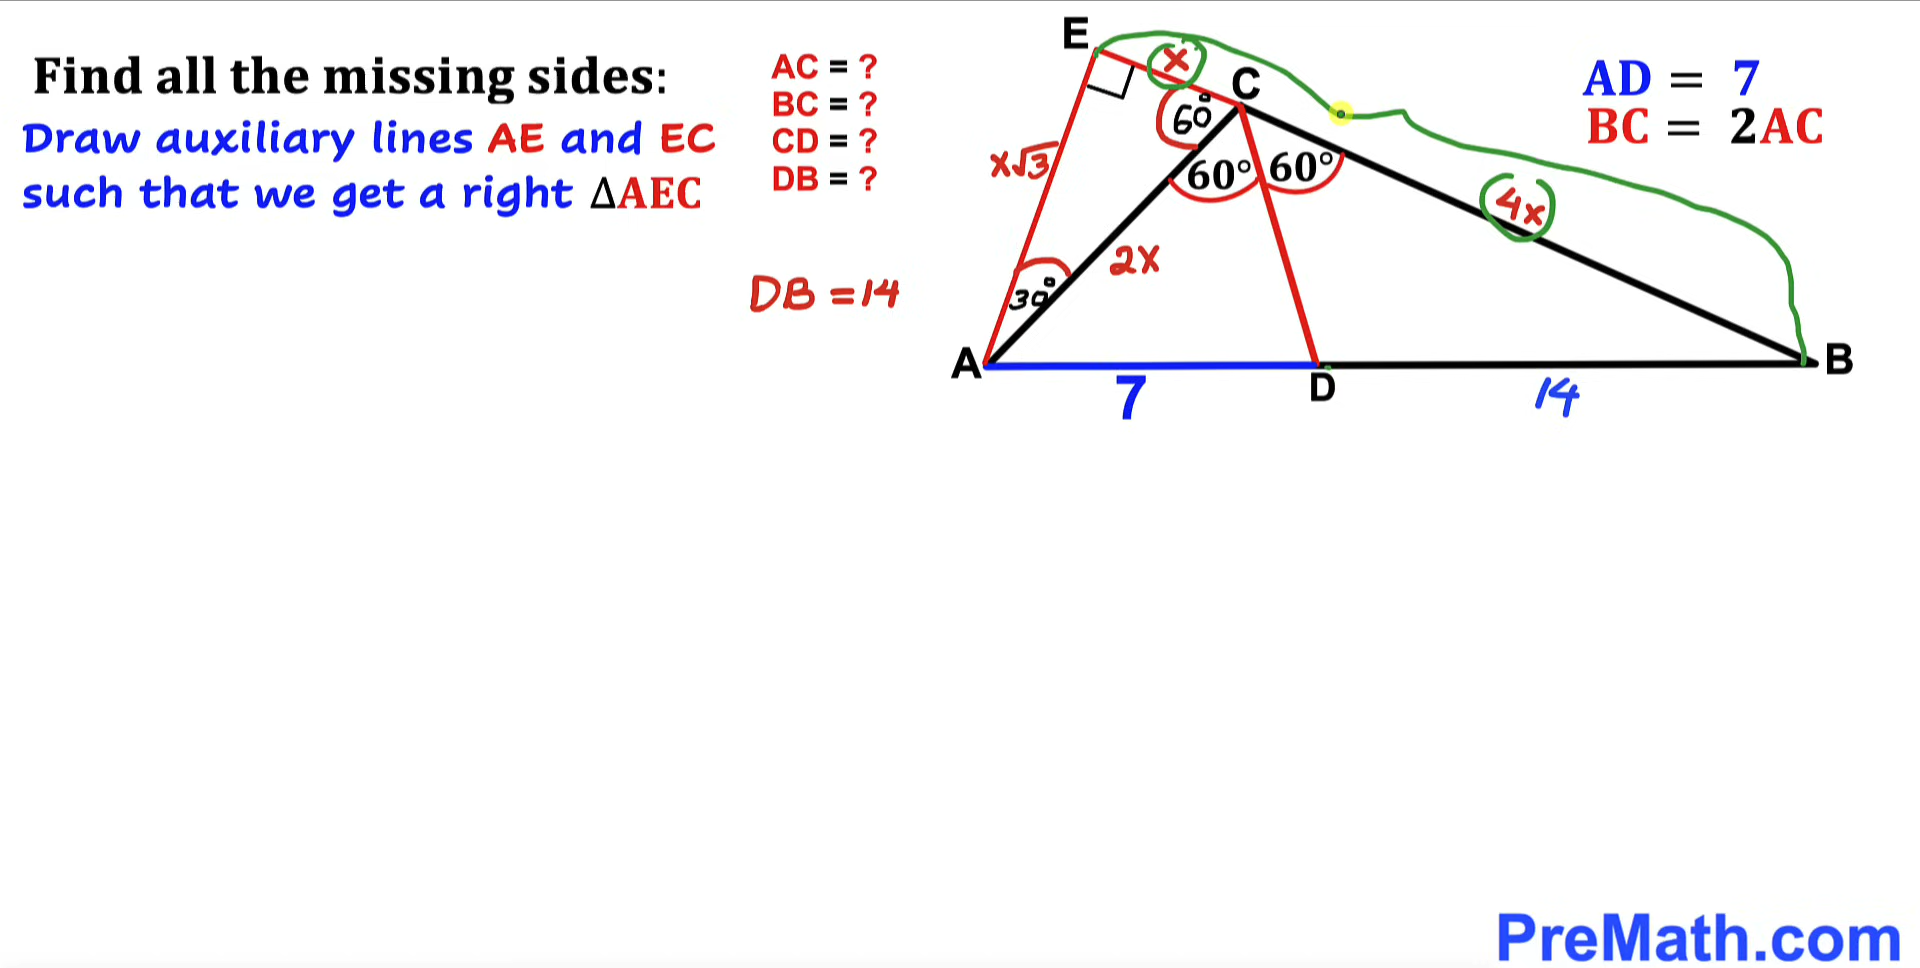 Find all the missing sides:
Draw auxiliary lines AE and EC
such that we get a right ΔAEC
AC = ?
BC = ?
CD = ?
DB = ?
DB = 14
AD = 7
BC = 2AC
E
x
C
60°
x√3
60° 60°
4x
2x
30°
A
B
7
D
14
PreMath.com